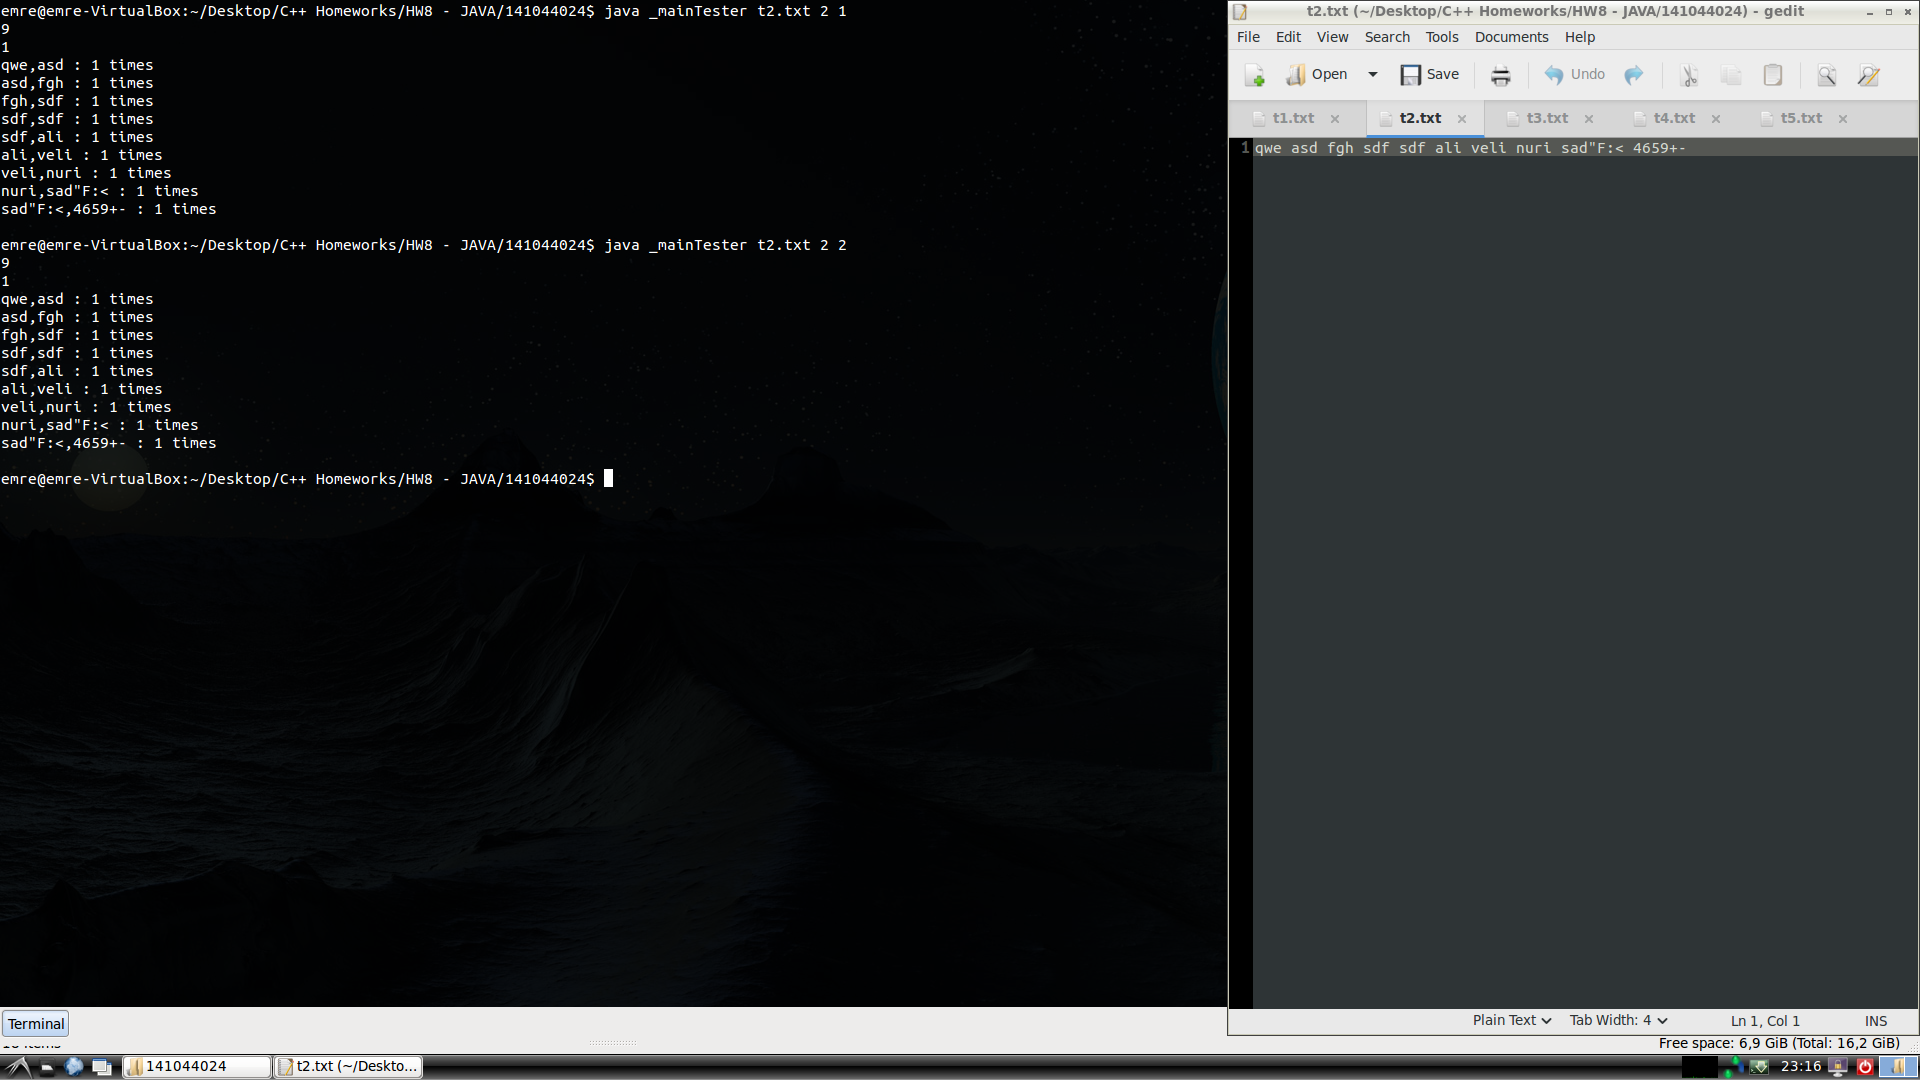 emre@emre-VirtualBox:~/Desktop/C++ Homeworks/HW8 - JAVA/141044024$ java _mainTester t2.txt 2 1
9
1
qwe,asd : 1 times
asd,fgh : 1 times
fgh,sdf : 1 times
sdf,sdf : 1 times
sdf,ali : 1 times
ali,veli : 1 times
veli,nuri : 1 times
nuri,sad"F:< : 1 times
sad"F:<,4659+- : 1 times
emre@emre-VirtualBox:~/Desktop/C++ Homeworks/HW8 - JAVA/141044024$ java _mainTester t2.txt 2 2
9
1
qwe,asd : 1 times
asd,fgh : 1 times
fgh,sdf : 1 times
sdf,sdf : 1 times
sdf,ali : 1 times
ali,veli : 1 times
veli,nuri : 1 times
nuri,sad"F:< : 1 times
sad"F:<,4659+- : 1 times
emre@emre-VirtualBox:~/Desktop/C++ Homeworks/HW8 - JAVA/141044024$
Terminal
t2.txt (~/Desktop/C++ Homeworks/HW8 - JAVA/141044024) - gedit
File Edit View Search Tools Documents Help
Open Save Undo
t1.txt t2.txt t3.txt t4.txt t5.txt
1 qwe asd fgh sdf sdf ali veli nuri sad"F:< 4659+-
Plain Text Tab Width: 4 Ln 1, Col 1 INS
Free space: 6,9 GiB (Total: 16,2 GiB)
141044024 t2.txt (~/Deskto... 23:16